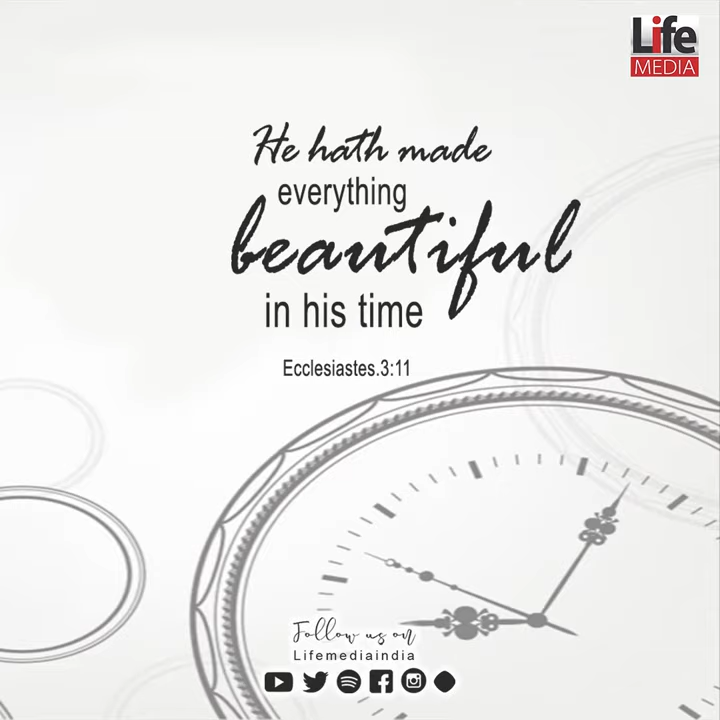 Life
MEDIA
He hath made
everything
beautiful
in his time
Ecclesiastes.3:11
Follow us on
Lifemediaindia